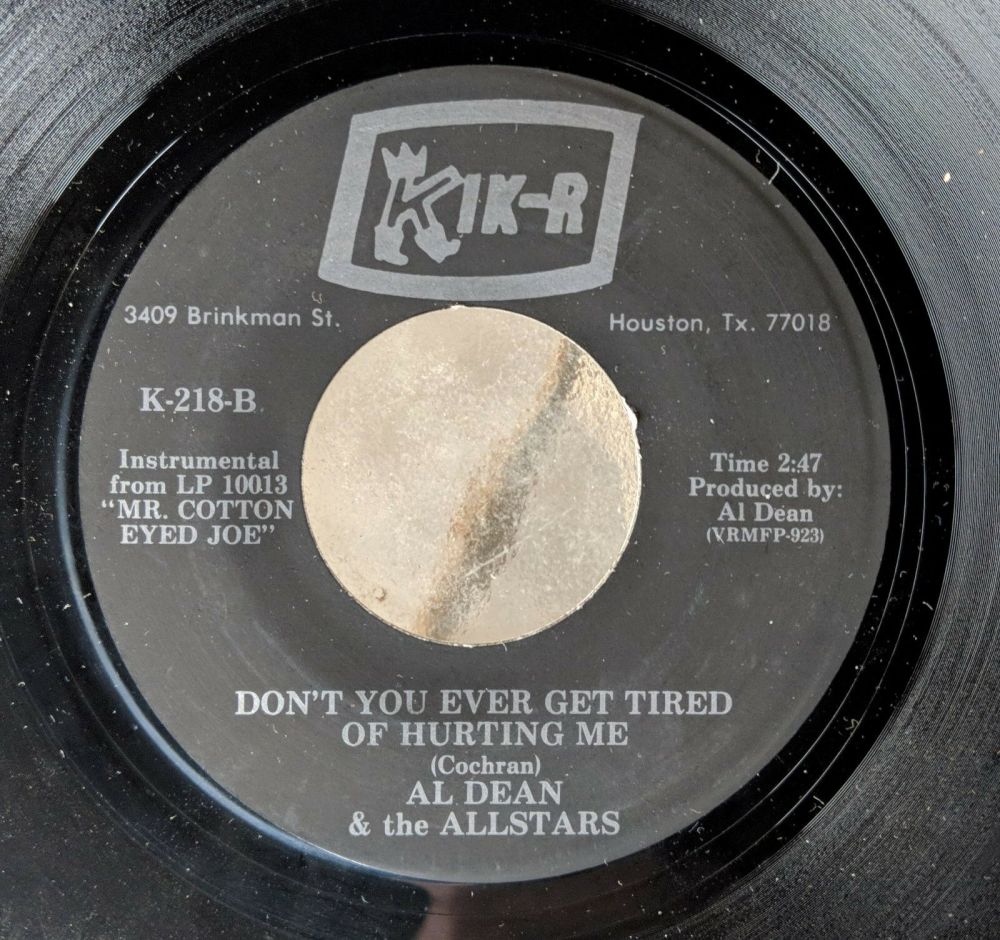 KIK-R
3409 Brinkman St.
Houston, Tx. 77018
K-218-B
Instrumental
from LP 10013
"MR. COTTON
EYED JOE"
Time 2:47
Produced by:
Al Dean
(VRMFP-923)
DON'T YOU EVER GET TIRED
OF HURTING ME
(Cochran)
AL DEAN
& the ALLSTARS